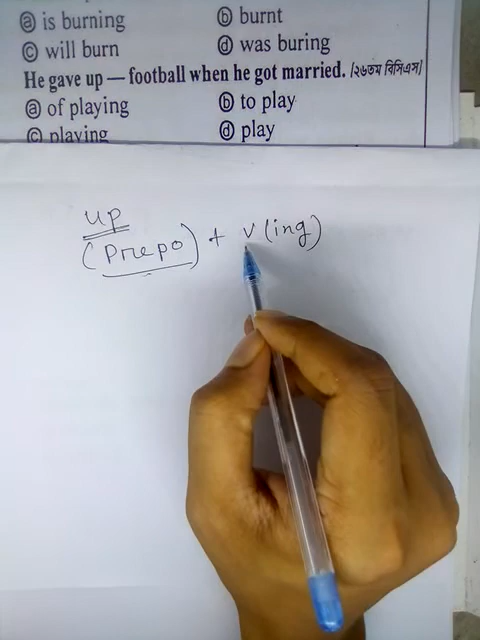 ⓐ is burning ⓑ burnt
ⓒ will burn ⓓ was buring
He gave up — football when he got married. [২৬তম বিসিএস]
ⓐ of playing ⓑ to play
ⓒ playing ⓓ play
up
(Prepo) + v(ing)